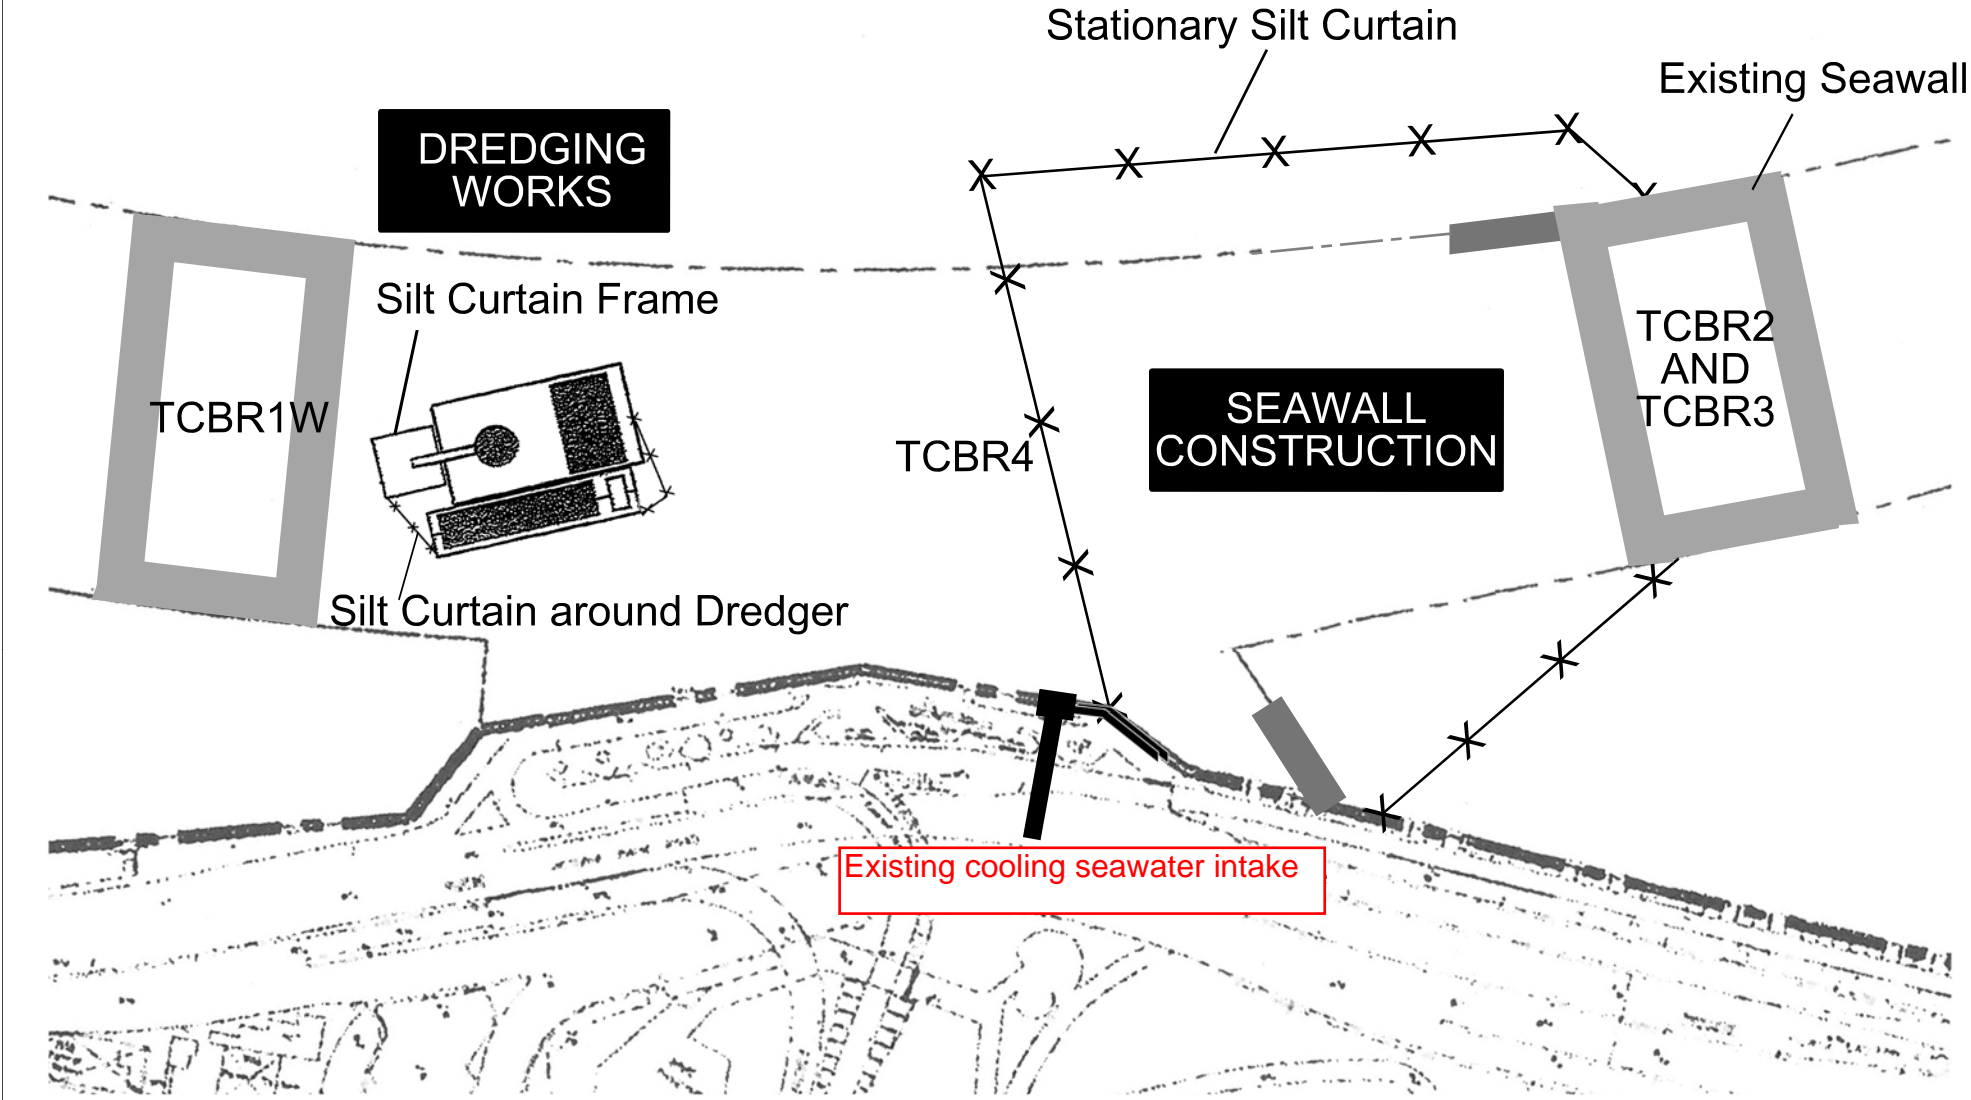 Stationary Silt Curtain
Existing Seawall
DREDGING
WORKS
Silt Curtain Frame
TCBR1W
TCBR4
SEAWALL
CONSTRUCTION
TCBR2
AND
TCBR3
Silt Curtain around Dredger
Existing cooling seawater intake